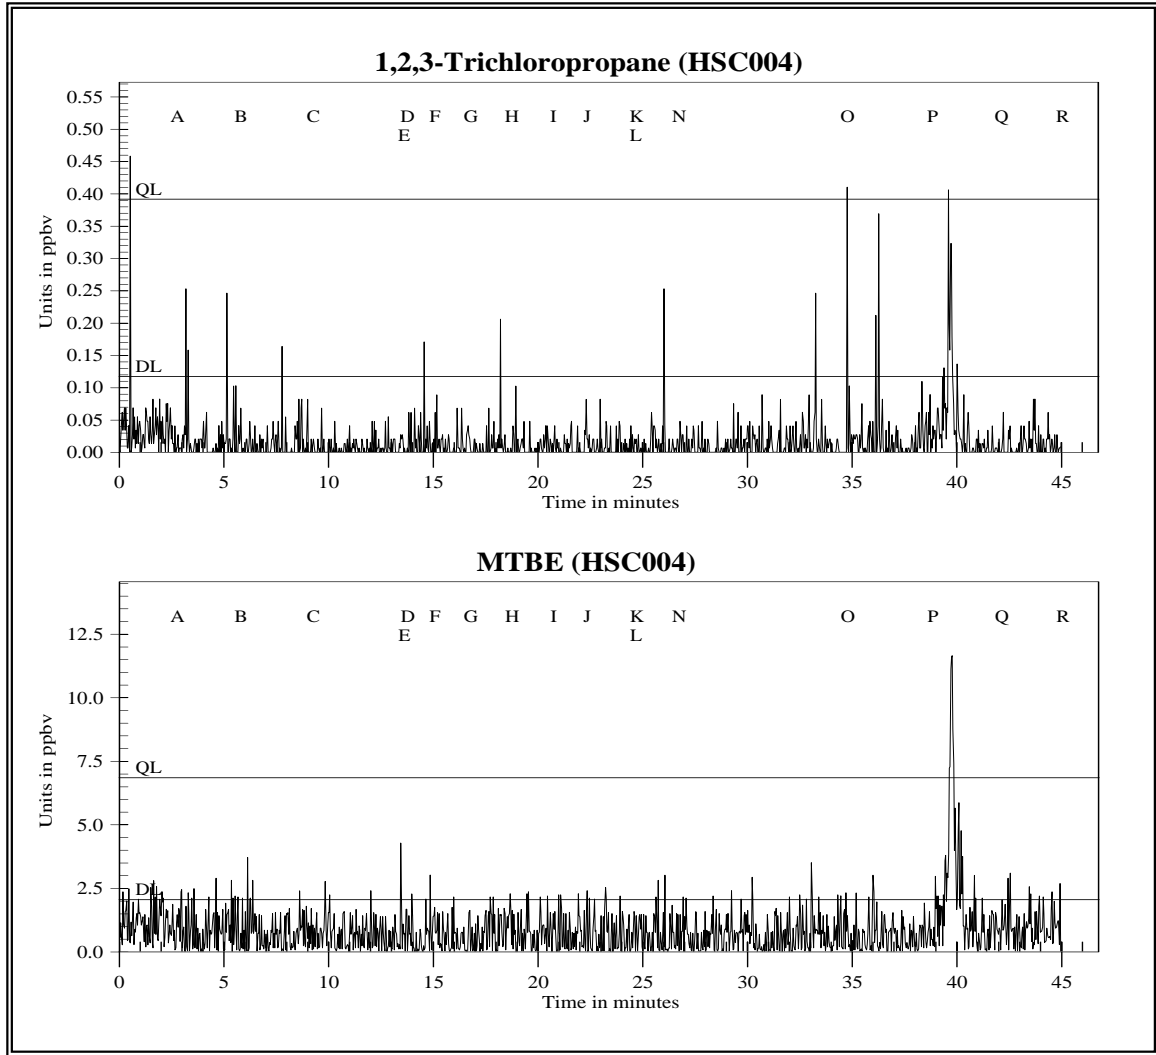 1,2,3-Trichloropropane (HSC004)
0.55
A B C D F G H I J K N O P Q R
0.50
E L
0.45
QL
0.40
0.35
0.30
Units in ppbv
0.25
0.20
0.15
DL
0.10
0.05
0.00
0 5 10 15 20 25 30 35 40 45
Time in minutes
MTBE (HSC004)
A B C D F G H I J K N O P Q R
12.5
E L
10.0
7.5
QL
Units in ppbv
5.0
2.5
DL
0.0
0 5 10 15 20 25 30 35 40 45
Time in minutes